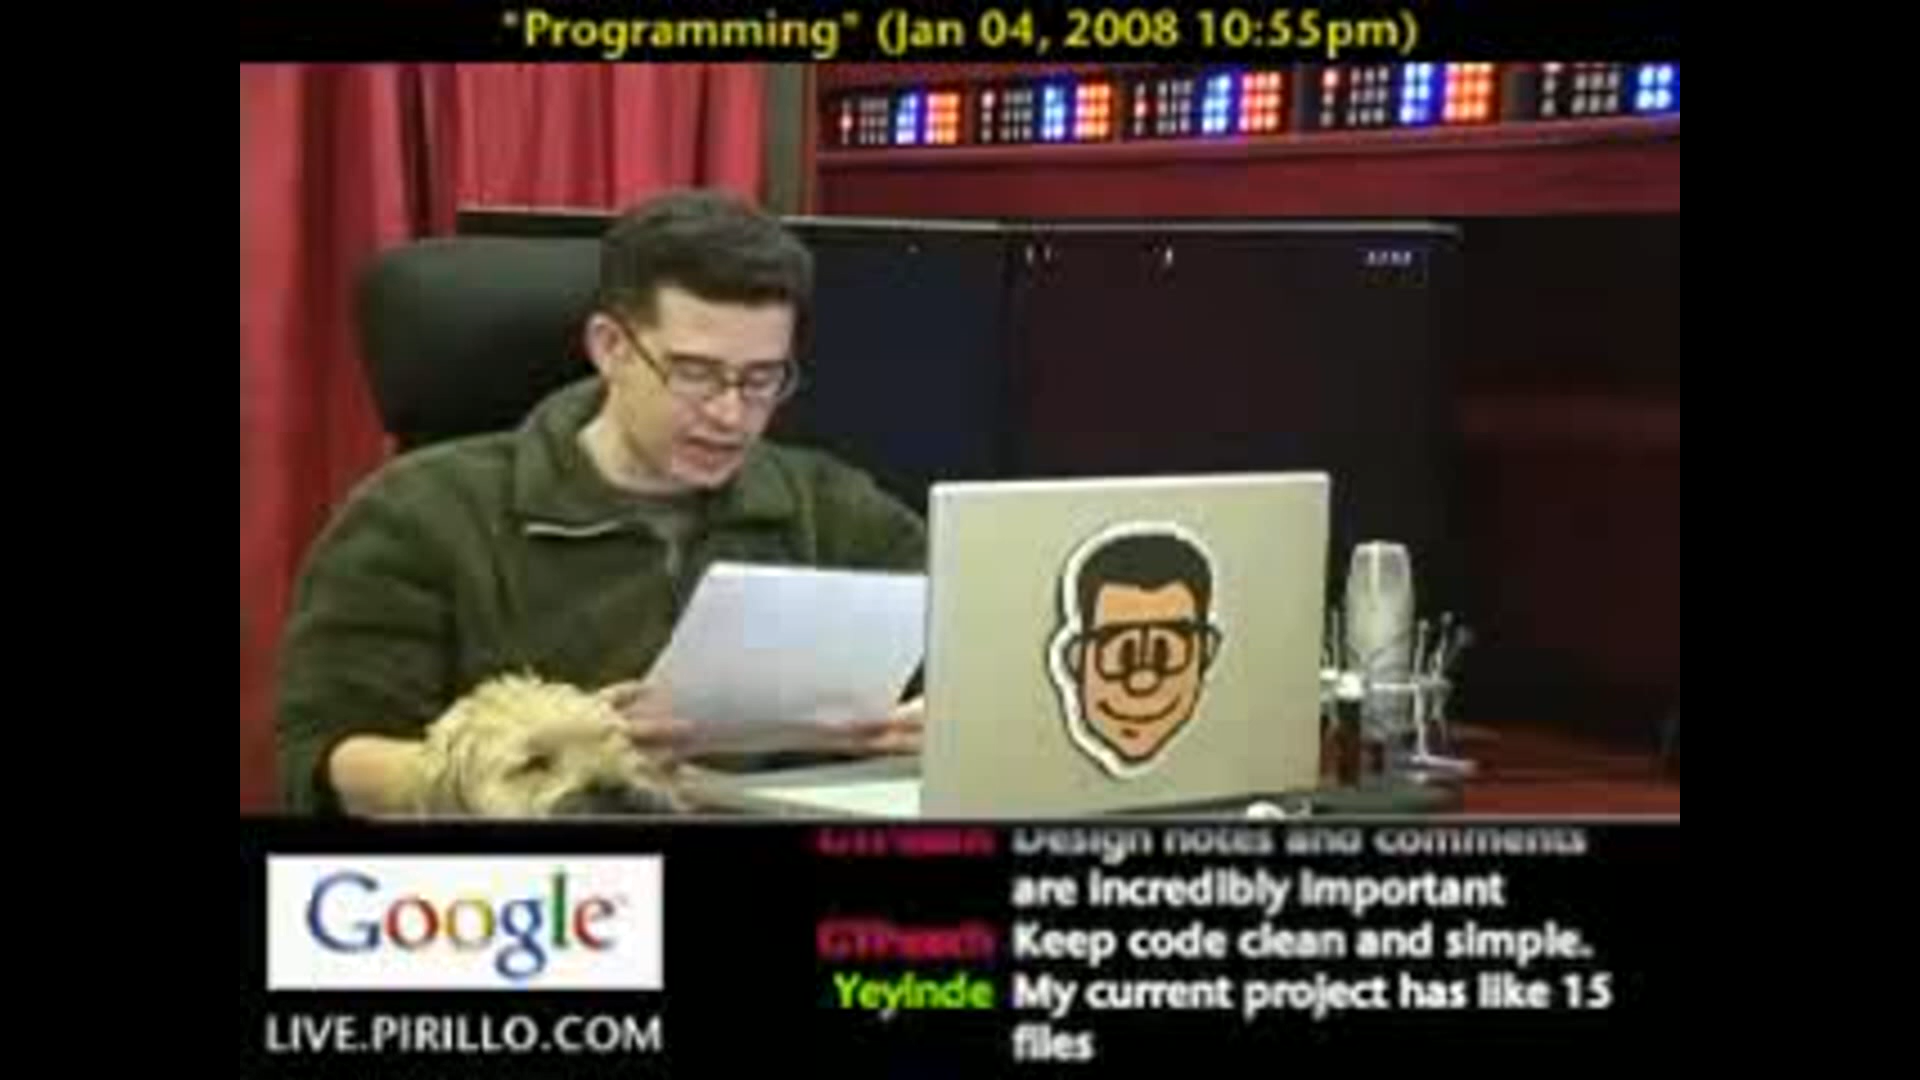 "Programming" (Jan 04, 2008 10:55pm)
Design notes and comments
are incredibly important
Keep code clean and simple.
Yeyinde My current project has like 15
files
Google
LIVE.PIRILLO.COM